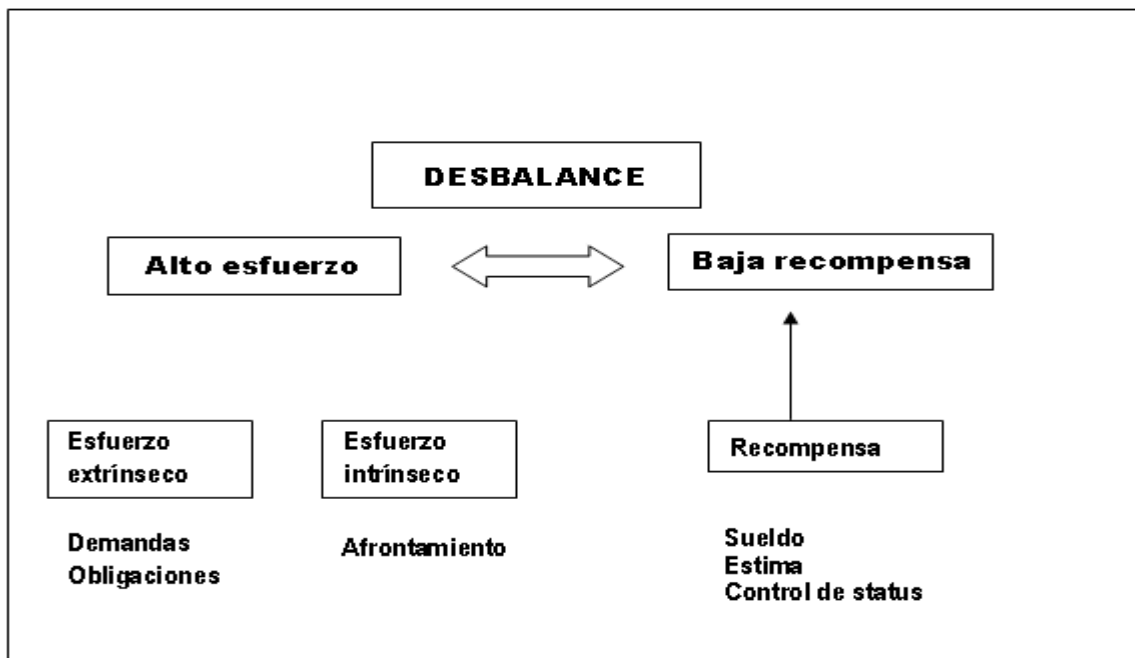 DESBALANCE
Alto esfuerzo
Baja recompensa
Esfuerzo
extrínseco
Esfuerzo
intrínseco
Recompensa
Demandas
Obligaciones
Afrontamiento
Sueldo
Estima
Control de status